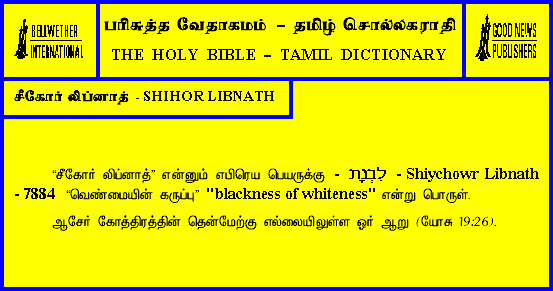 BELLWETHER
INTERNATIONAL
பரிசுத்த வேதாகமம் – தமிழ் சொல்லகராதி
THE HOLY BIBLE – TAMIL DICTIONARY
GOOD NEWS
PUBLISHERS
சீகோர் லிப்னாத் - SHIHOR LIBNATH
“சீகோர் லிப்னாத்” என்னும் எபிரெய பெயருக்கு - לִבְנָת - Shiychowr Libnath
- 7884 “வெண்மையின் கருப்பு” "blackness of whiteness" என்று பொருள்.
ஆசேர் கோத்திரத்தின் தென்மேற்கு எல்லையிலுள்ள ஓர் ஆறு (யோசு 19:26).